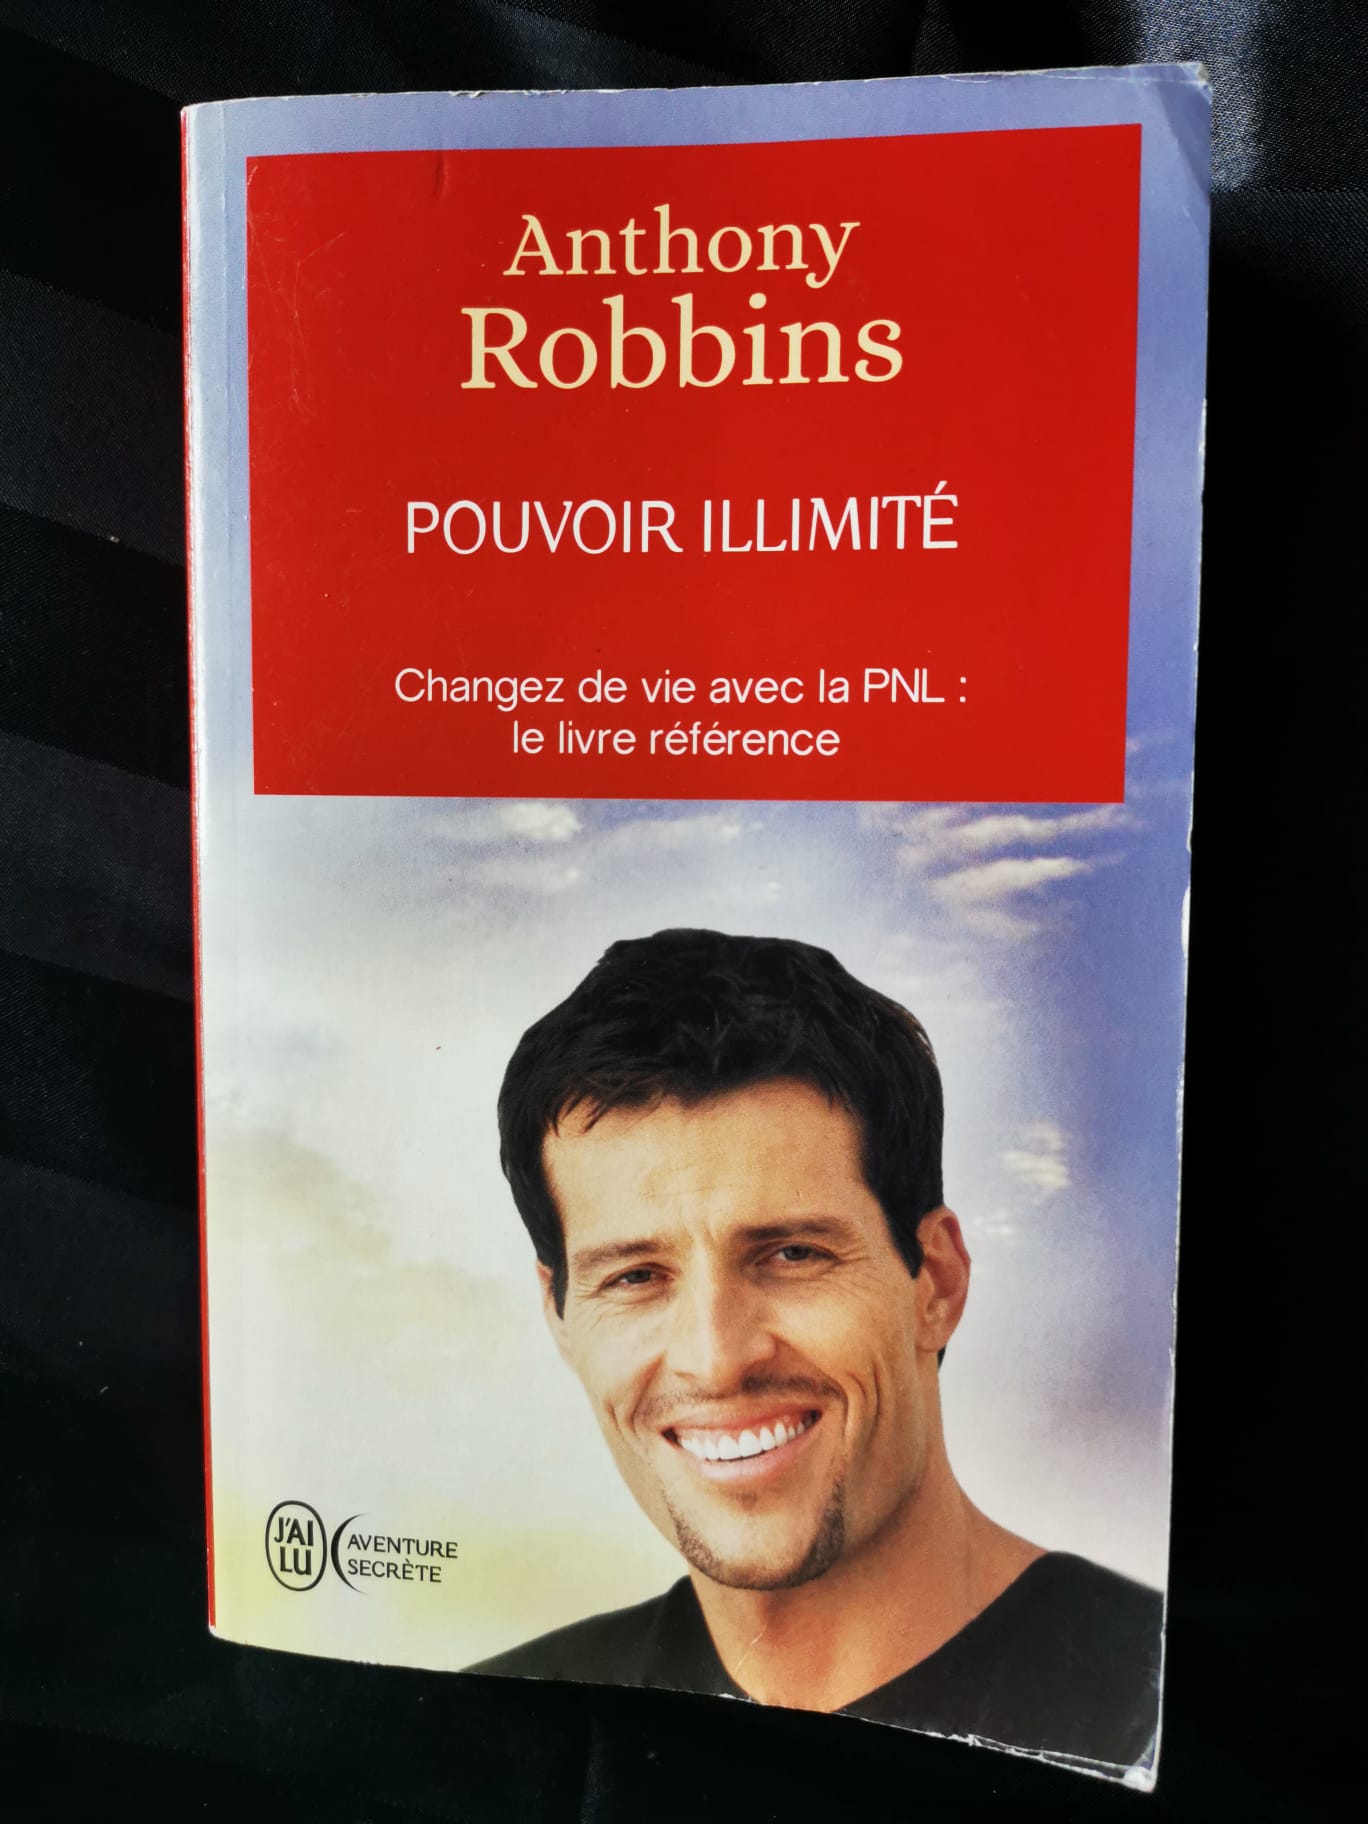 Anthony
Robbins
POUVOIR ILLIMITÉ
Changez de vie avec la PNL :
le livre référence
J'AI
LU
AVENTURE
SECRÈTE